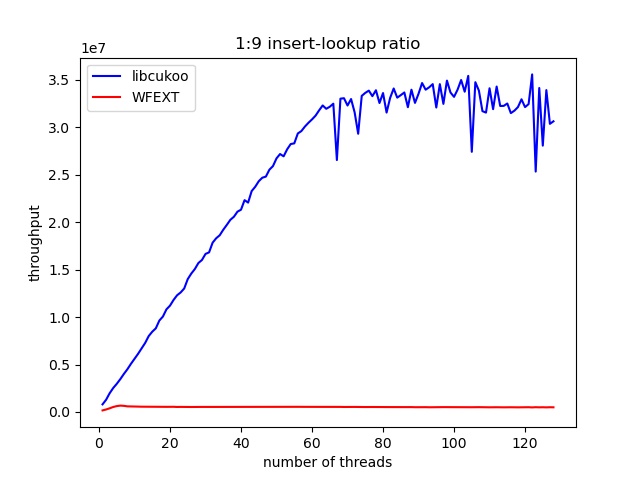 1:9 insert-lookup ratio
1e7
libcukoo
WFEXT
3.5
3.0
2.5
2.0
1.5
1.0
0.5
0.0
throughput
0 20 40 60 80 100 120
number of threads